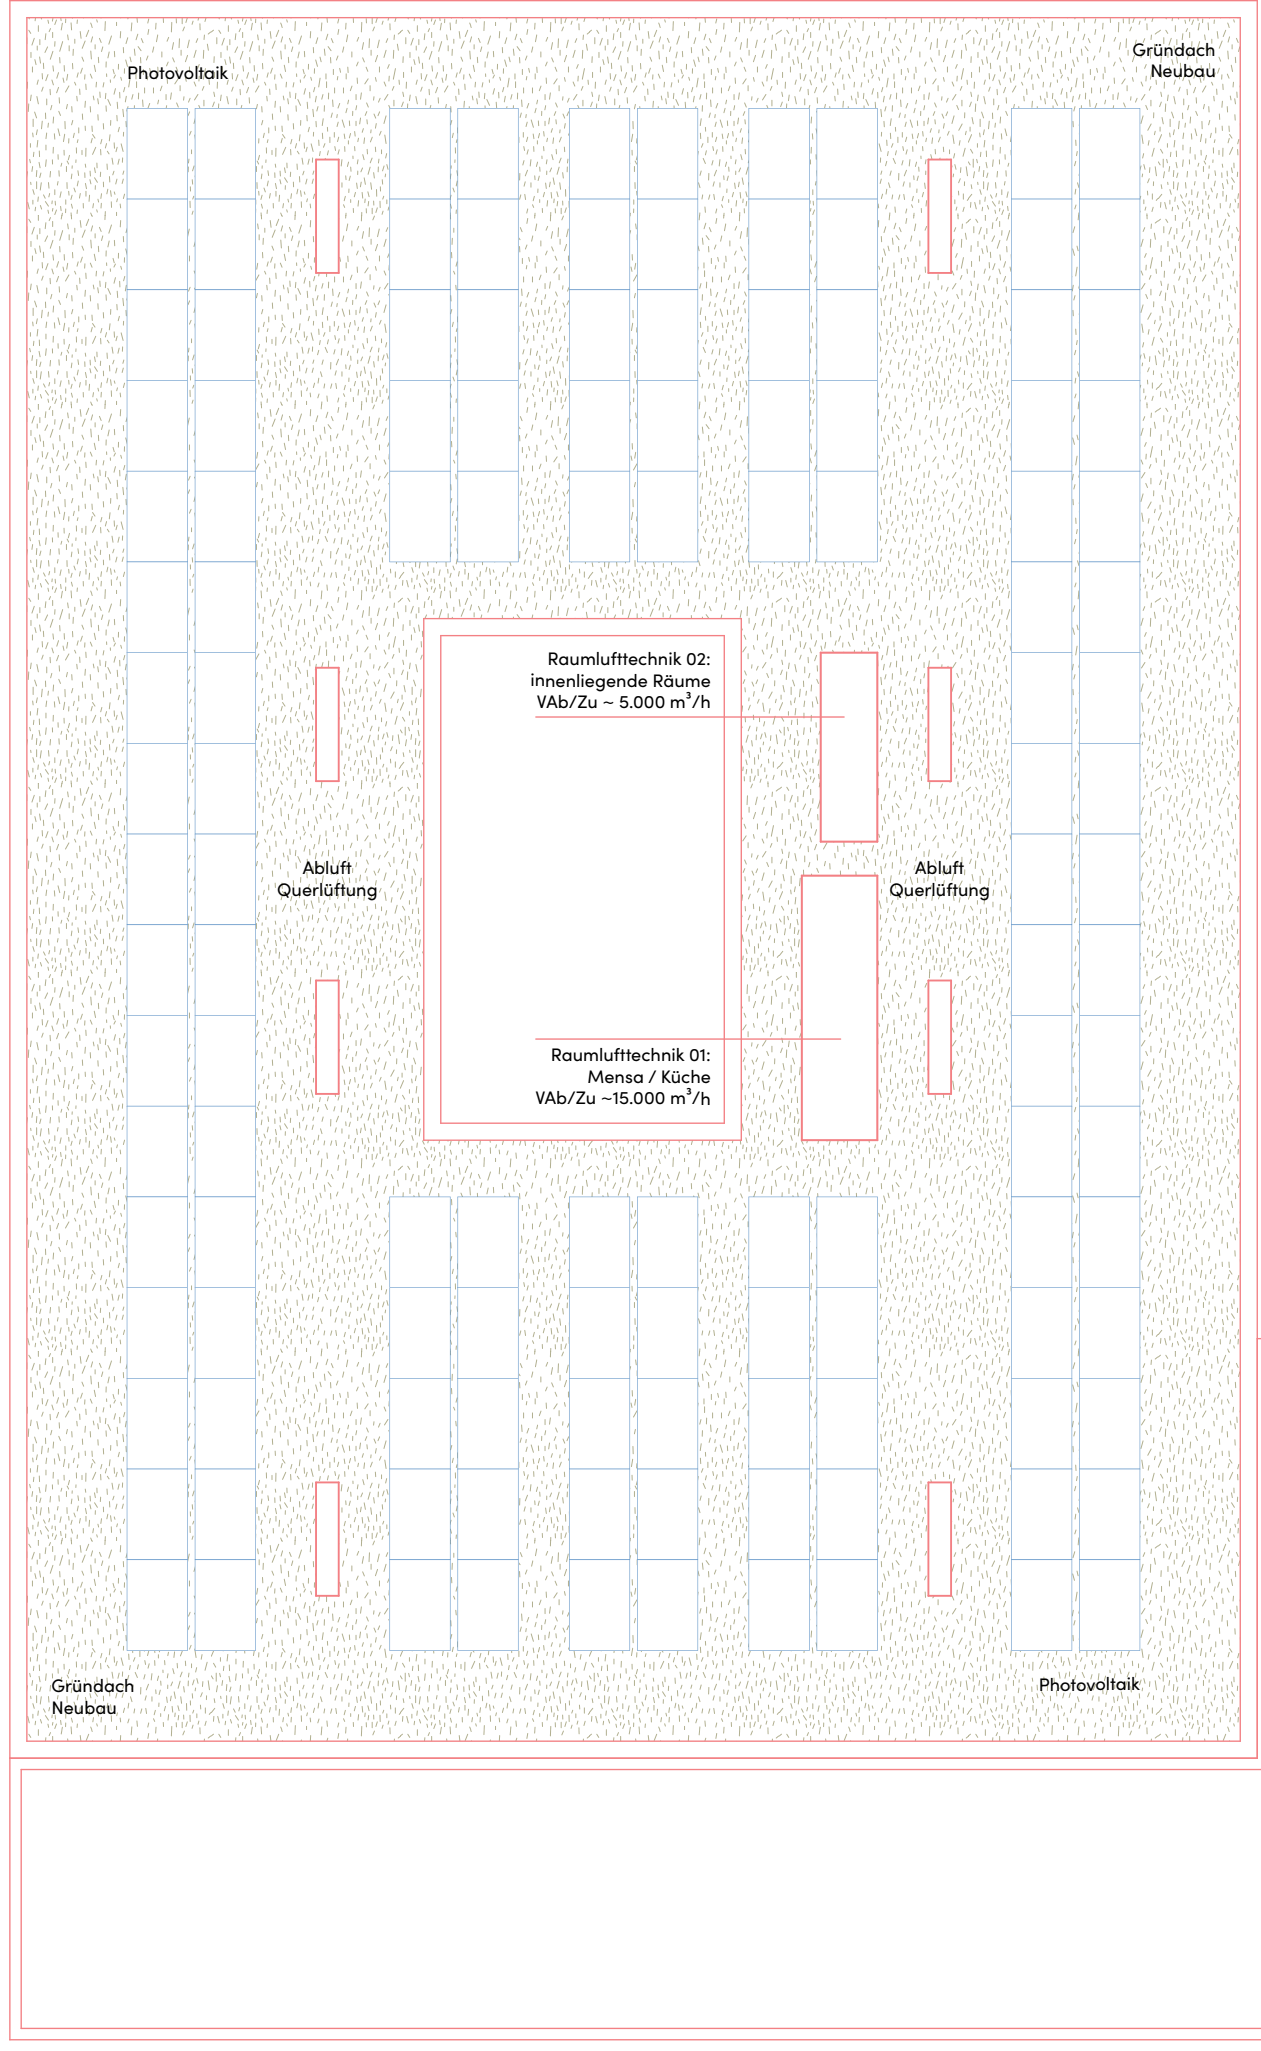 Gründach
Neubau
Photovoltaik
Raumlufttechnik 02:
innenliegende Räume
VAb/Zu ~ 5.000 m³/h
Abluft
Querlüftung
Abluft
Querlüftung
Raumlufttechnik 01:
Mensa / Küche
VAb/Zu ~15.000 m³/h
Gründach
Neubau
Photovoltaik